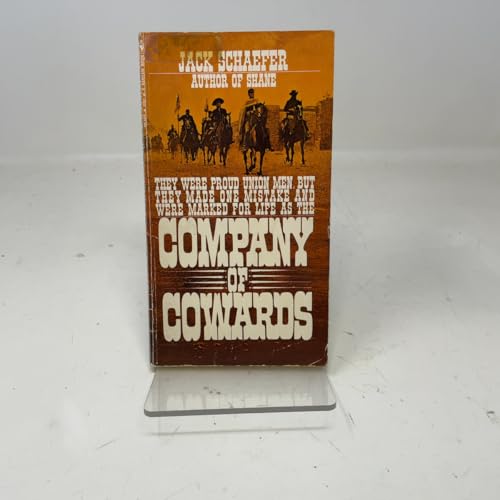 JACK SCHAEFER
AUTHOR OF SHANE
THEY WERE PROUD UNION MEN, BUT
THEY MADE ONE MISTAKE AND
WERE MARKED FOR LIFE AS THE
COMPANY
OF
COWARDS